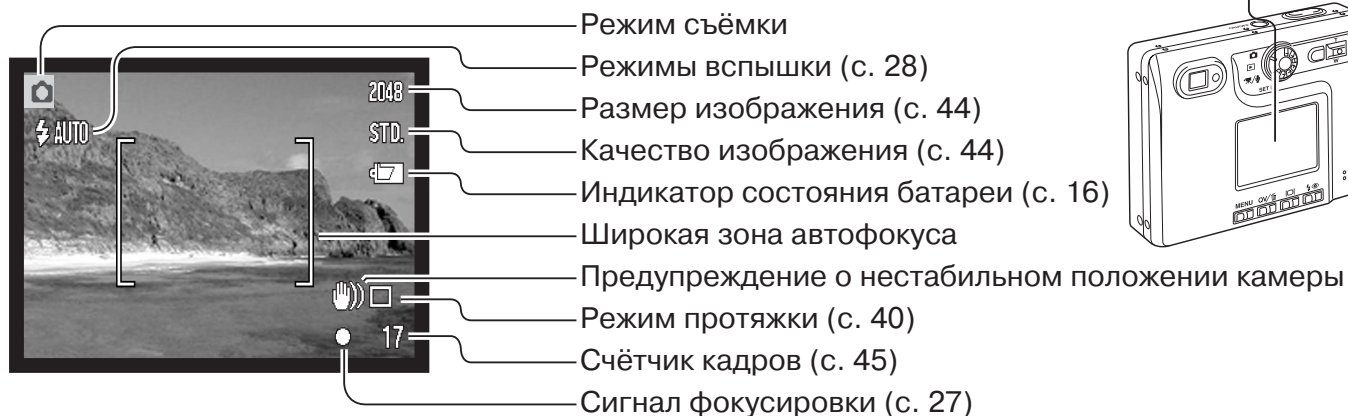 Режим съёмки
Режимы вспышки (с. 28)
Размер изображения (с. 44)
Качество изображения (с. 44)
Индикатор состояния батареи (с. 16)
Широкая зона автофокуса
Предупреждение о нестабильном положении камеры
Режим протяжки (с. 40)
Счётчик кадров (с. 45)
Сигнал фокусировки (с. 27)
AUTO
2048
STD.
17
MENU QV/